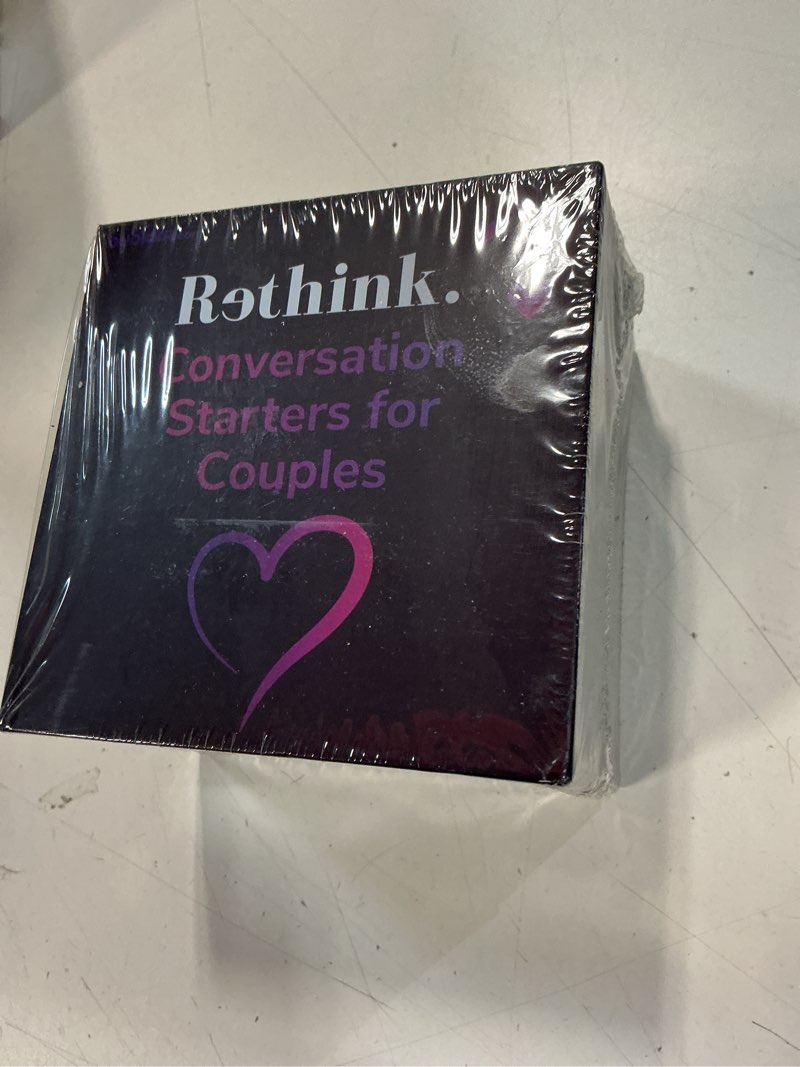 Rethink.
Conversation
Starters for
Couples